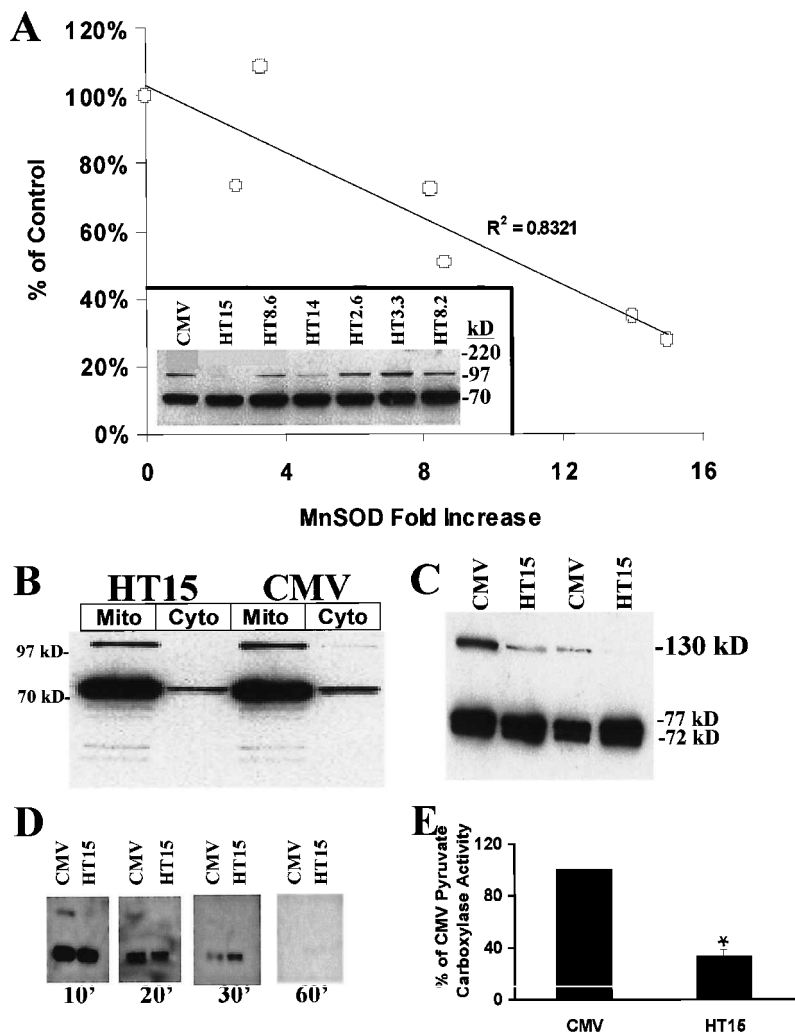 A
120%
100%
80%
60%
40%
20%
0%
% of Control
R² = 0.8321
CMV HT15 HT8.6 HT14 HT2.6 HT3.3 HT8.2
kD
-220
-97
-70
0 4 8 12 16
MnSOD Fold Increase
B
HT15 CMV
Mito Cyto Mito Cyto
97 kD-
70 kD-
C
CMV HT15 CMV HT15
-130 kD
-77 kD
-72 kD
D
CMV HT15 CMV HT15 CMV HT15 CMV HT15
10' 20' 30' 60'
E
% of CMV Pyruvate
Carboxylase Activity
120
80
40
0
*
CMV HT15